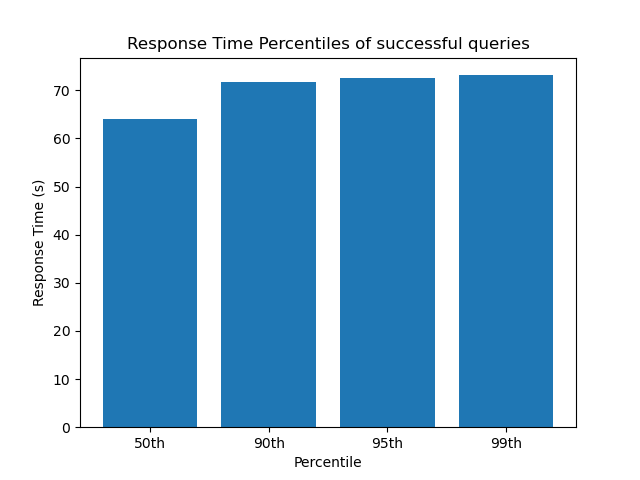 Response Time Percentiles of successful queries
70
60
50
40
30
20
10
0
Response Time (s)
50th 90th 95th 99th
Percentile